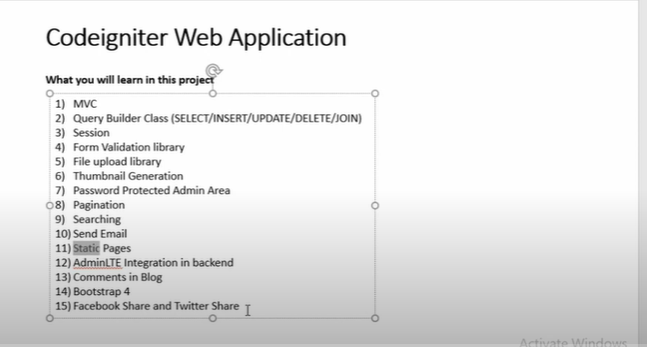 Codeigniter Web Application
What you will learn in this project
1) MVC
2) Query Builder Class (SELECT/INSERT/UPDATE/DELETE/JOIN)
3) Session
4) Form Validation library
5) File upload library
6) Thumbnail Generation
7) Password Protected Admin Area
8) Pagination
9) Searching
10) Send Email
11) Static Pages
12) AdminLTE Integration in backend
13) Comments in Blog
14) Bootstrap 4
15) Facebook Share and Twitter Share
Activate Windows